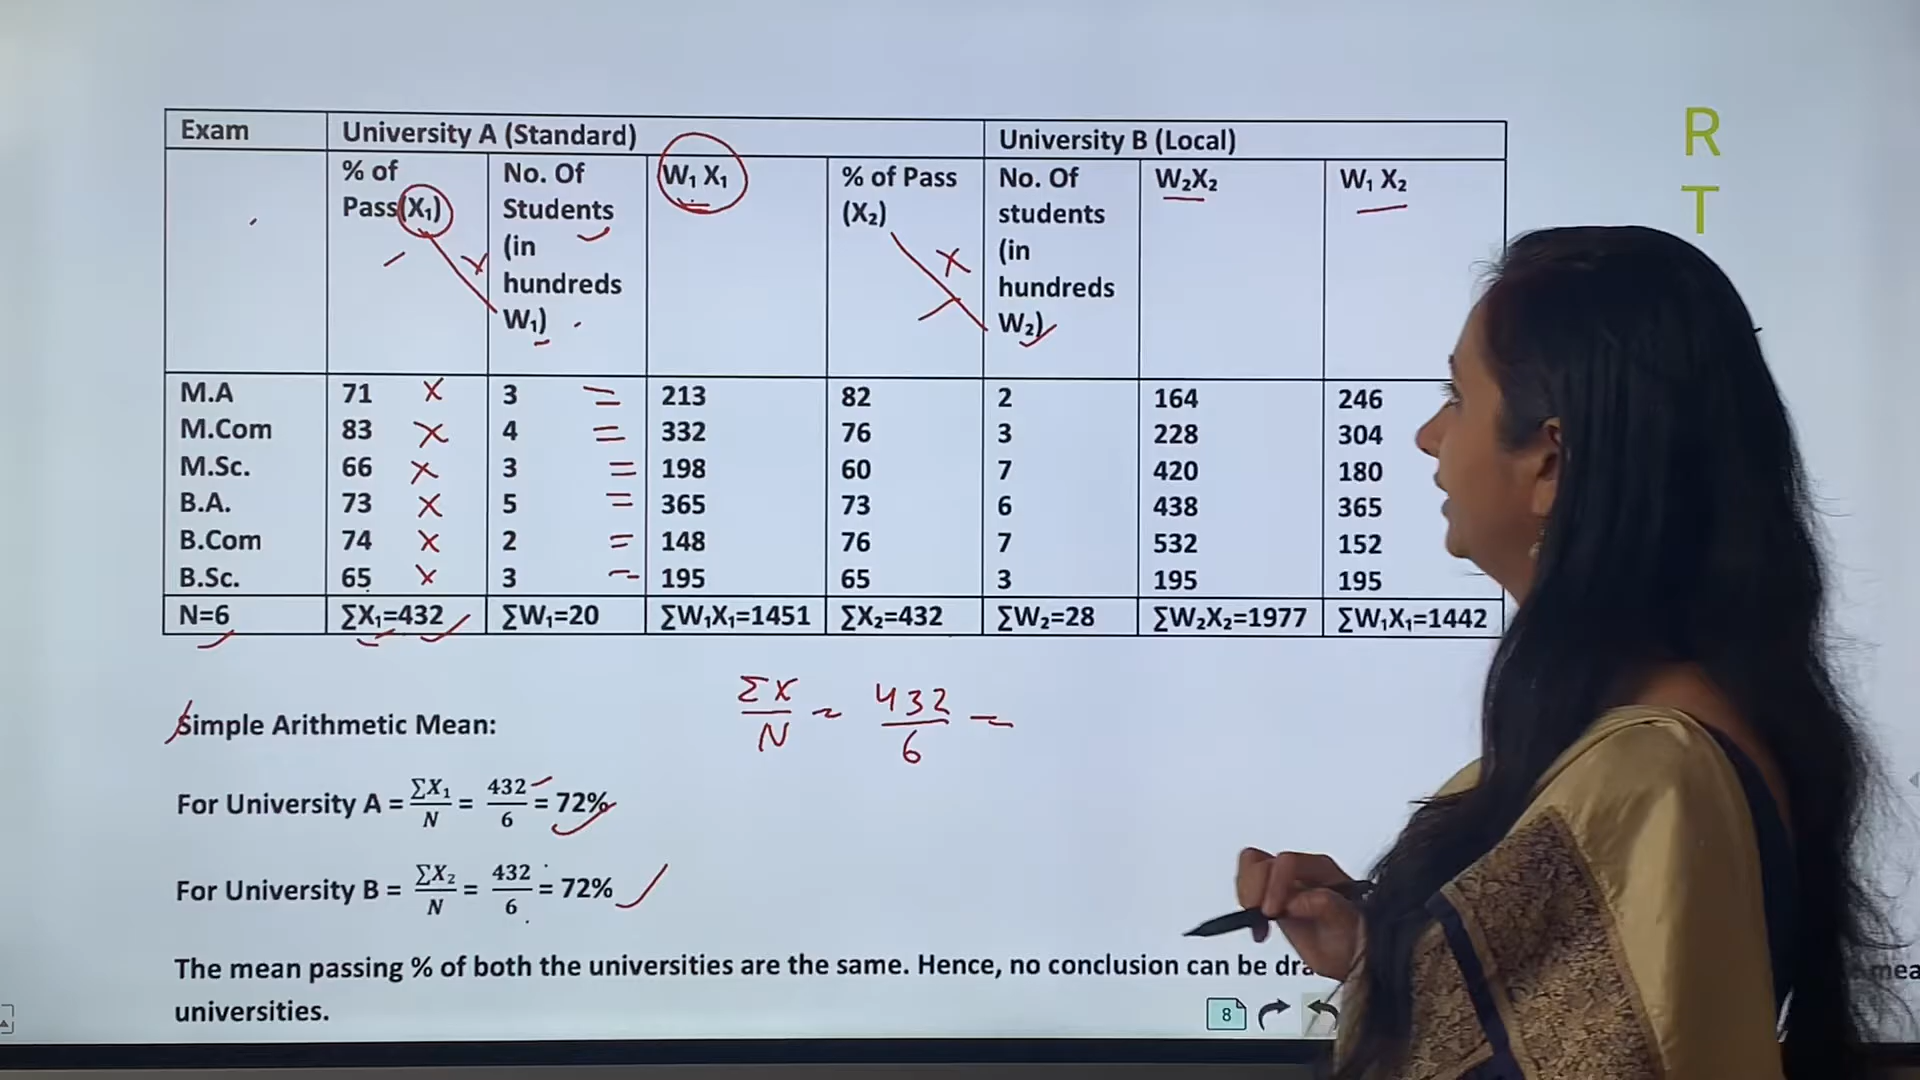 Exam University A (Standard) University B (Local)
% of Pass(X₁) No. Of Students (in hundreds W₁) W₁ X₁ % of Pass (X₂) No. Of students (in hundreds W₂) W₂X₂ W₁ X₂
M.A 71 × 3 = 213 82 2 164 246
M.Com 83 × 4 = 332 76 3 228 304
M.Sc. 66 × 3 = 198 60 7 420 180
B.A. 73 × 5 = 365 73 6 438 365
B.Com 74 × 2 = 148 76 7 532 152
B.Sc. 65 × 3 = 195 65 3 195 195
N=6 ∑X₁=432 ∑W₁=20 ∑W₁X₁=1451 ∑X₂=432 ∑W₂=28 ∑W₂X₂=1977 ∑W₁X₁=1442
R
T
ΣX/N = 432/6 =
Simple Arithmetic Mean:
For University A = ∑X₁/N = 432/6 = 72%
For University B = ∑X₂/N = 432/6 = 72%
The mean passing % of both the universities are the same. Hence, no conclusion can be
universities.
8